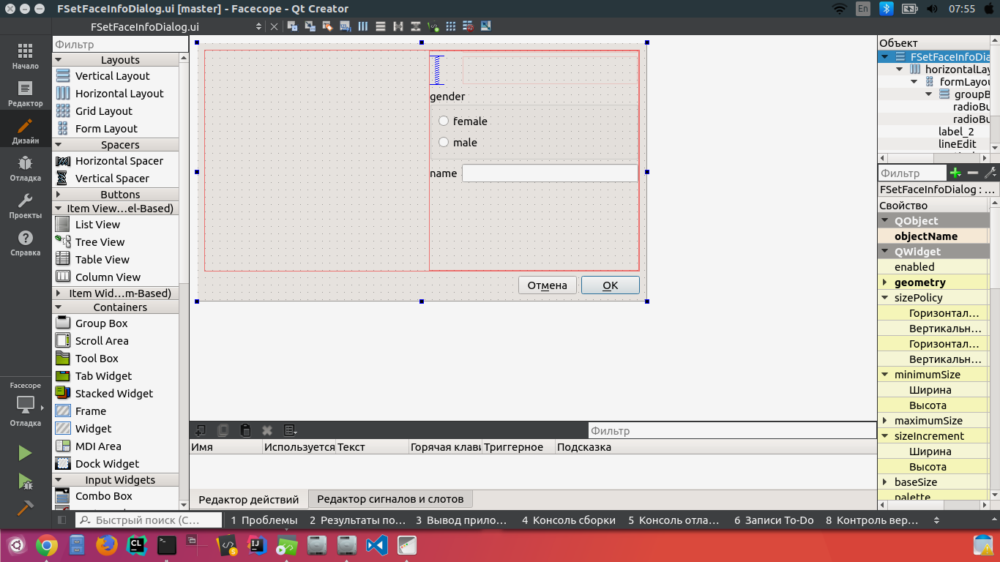 FSetFaceInfoDialog.ui [master] - Facecope - Qt Creator
En
07:55
FSetFaceInfoDialog.ui
Начало
Редактор
Дизайн
Отладка
Проекты
Справка
Facecope
Отладка
Фильтр
Layouts
Vertical Layout
Horizontal Layout
Grid Layout
Form Layout
Spacers
Horizontal Spacer
Vertical Spacer
Buttons
Item View…el-Based)
List View
Tree View
Table View
Column View
Item Wid…m-Based)
Containers
Group Box
Scroll Area
Tool Box
Tab Widget
Stacked Widget
Frame
Widget
MDI Area
Dock Widget
Input Widgets
Combo Box
gender
female
male
name
Отмена
OK
Фильтр
Имя Используется Текст Горячая клави Триггерное Подсказка
Редактор действий Редактор сигналов и слотов
Объект
FSetFaceInfoDia
horizontalLay
formLayou
groupB
radioBu
radioBu
label_2
lineEdit
Фильтр
FSetFaceInfoDialog : …
Свойство
QObject
objectName
QWidget
enabled
geometry
sizePolicy
Горизонтал…
Вертикальн…
Горизонтал…
Вертикальн…
minimumSize
Ширина
Высота
maximumSize
sizeIncrement
Ширина
Высота
baseSize
palette
Быстрый поиск (C… 1 Проблемы 2 Результаты по… 3 Вывод прило… 4 Консоль сборки 5 Консоль отла… 6 Записи To-Do 8 Контроль вер…